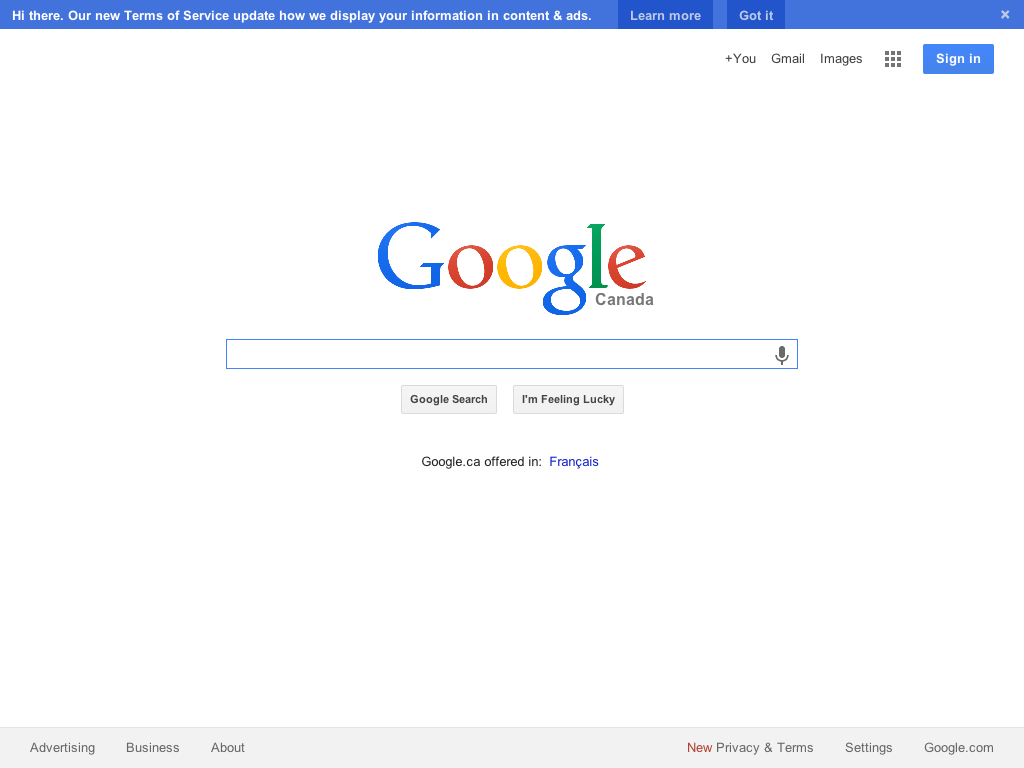 Hi there. Our new Terms of Service update how we display your information in content & ads. Learn more Got it ×
+You Gmail Images Sign in
Google
Canada
Google Search I'm Feeling Lucky
Google.ca offered in: Français
Advertising Business About New Privacy & Terms Settings Google.com